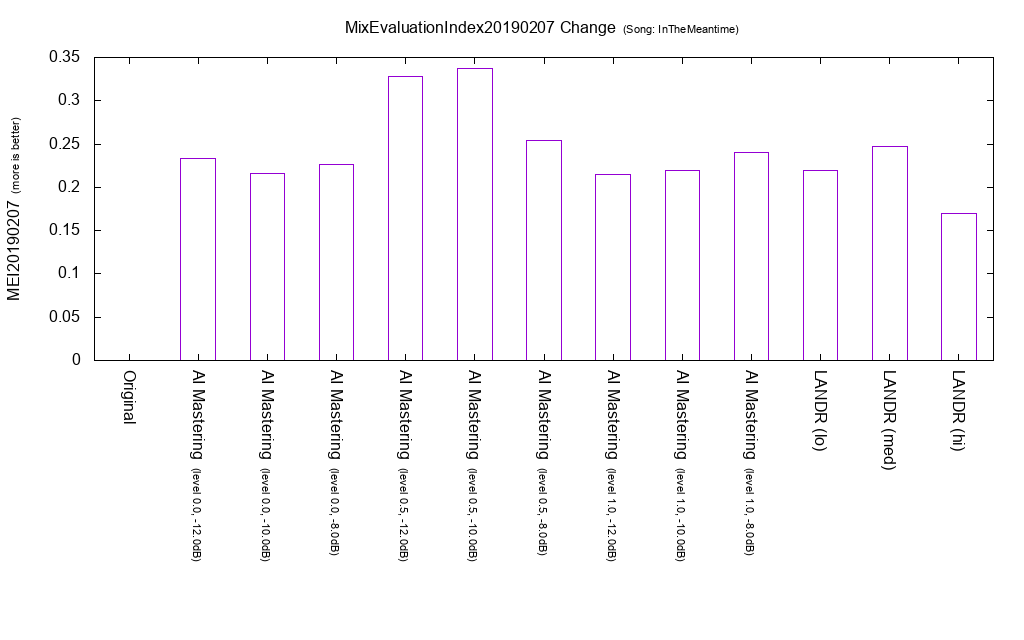 MixEvaluationIndex20190207 Change (Song: InTheMeantime)
MEI20190207 (more is better)
0.35
0.3
0.25
0.2
0.15
0.1
0.05
0
Original
AI Mastering (level 0.0, -12.0dB)
AI Mastering (level 0.0, -10.0dB)
AI Mastering (level 0.0, -8.0dB)
AI Mastering (level 0.5, -12.0dB)
AI Mastering (level 0.5, -10.0dB)
AI Mastering (level 0.5, -8.0dB)
AI Mastering (level 1.0, -12.0dB)
AI Mastering (level 1.0, -10.0dB)
AI Mastering (level 1.0, -8.0dB)
LANDR (lo)
LANDR (med)
LANDR (hi)